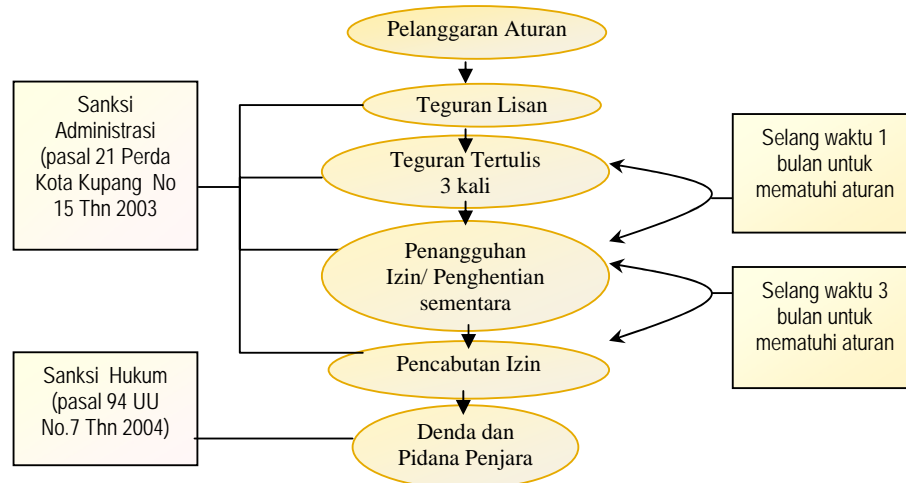 Pelanggaran Aturan
Sanksi
Administrasi
(pasal 21 Perda
Kota Kupang No
15 Thn 2003
Teguran Lisan
Teguran Tertulis
3 kali
Selang waktu 1
bulan untuk
mematuhi aturan
Penangguhan
Izin/ Penghentian
sementara
Selang waktu 3
bulan untuk
mematuhi aturan
Pencabutan Izin
Sanksi Hukum
(pasal 94 UU
No.7 Thn 2004)
Denda dan
Pidana Penjara